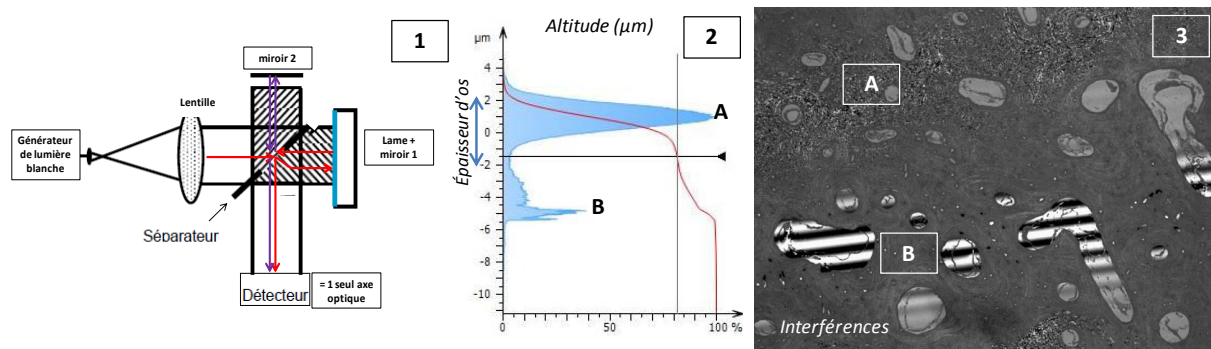 1
miroir 2
Lentille
Générateur
de lumière
blanche
Lame +
miroir 1
Séparateur
Détecteur
= 1 seul axe
optique
Altitude (µm)
2
µm
4
2
0
-2
-4
-6
-8
-10
Épaisseur d'os
A
B
0
50
100 %
3
A
B
Interférences